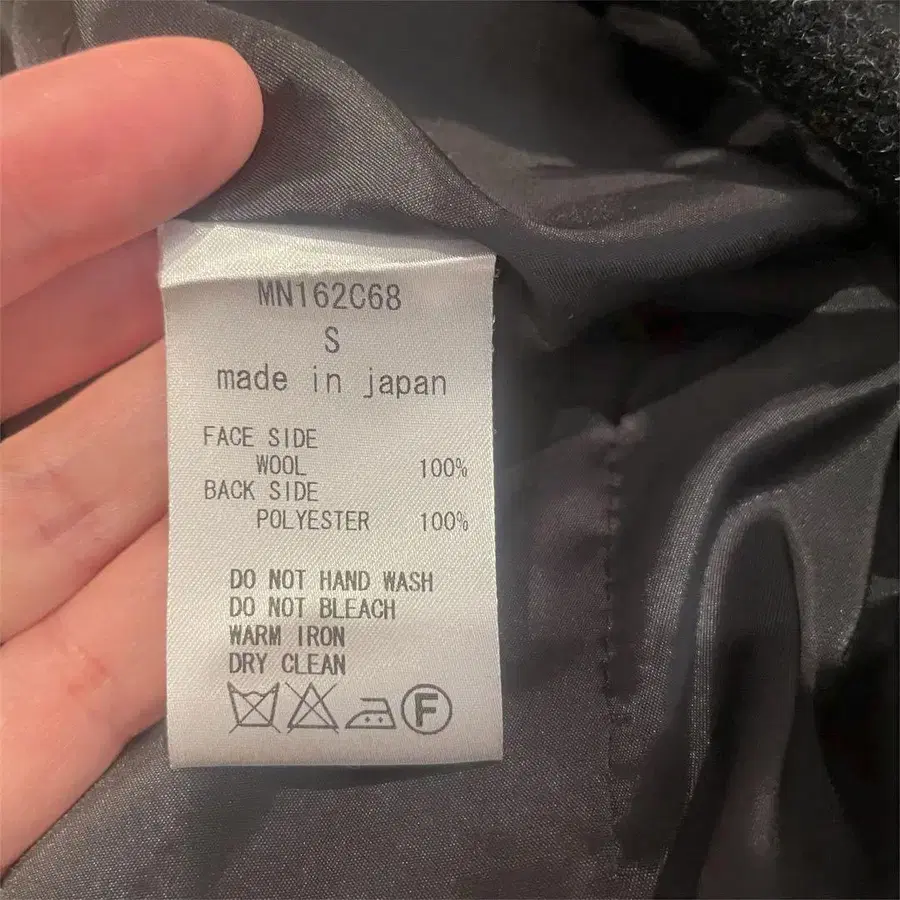 MN162C68
S
made in japan
FACE SIDE
WOOL 100%
BACK SIDE
POLYESTER 100%
DO NOT HAND WASH
DO NOT BLEACH
WARM IRON
DRY CLEAN
F